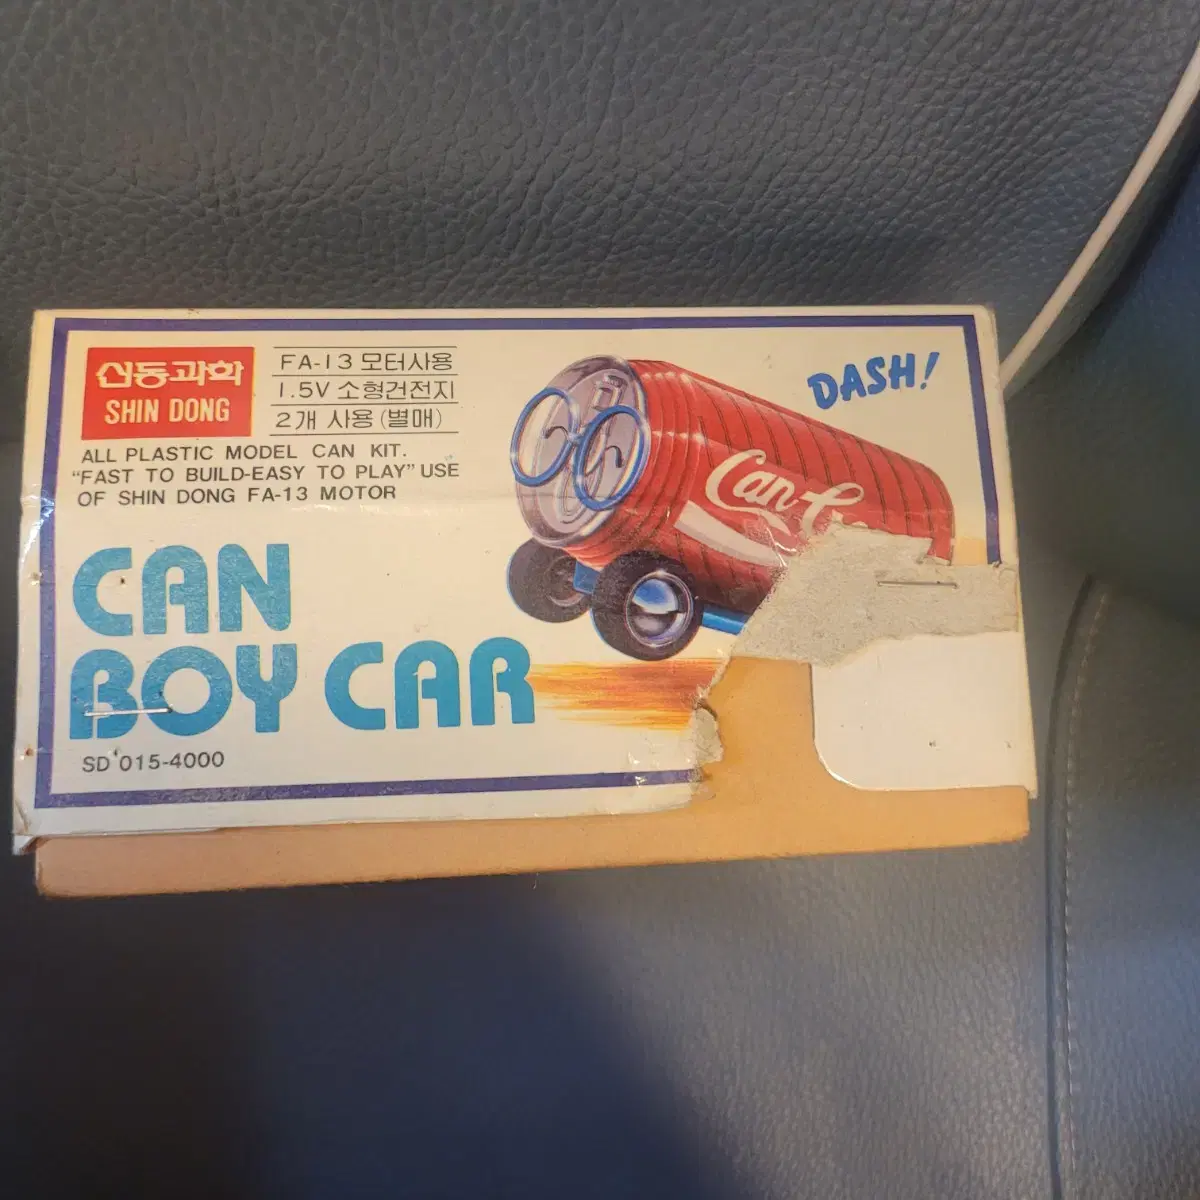 신동과학
SHIN DONG
FA-13 모터사용
1.5V 소형건전지
2개 사용 (별매)
ALL PLASTIC MODEL CAN KIT.
"FAST TO BUILD-EASY TO PLAY" USE
OF SHIN DONG FA-13 MOTOR
DASH!
Can-
CAN
BOY CAR
SD 015-4000